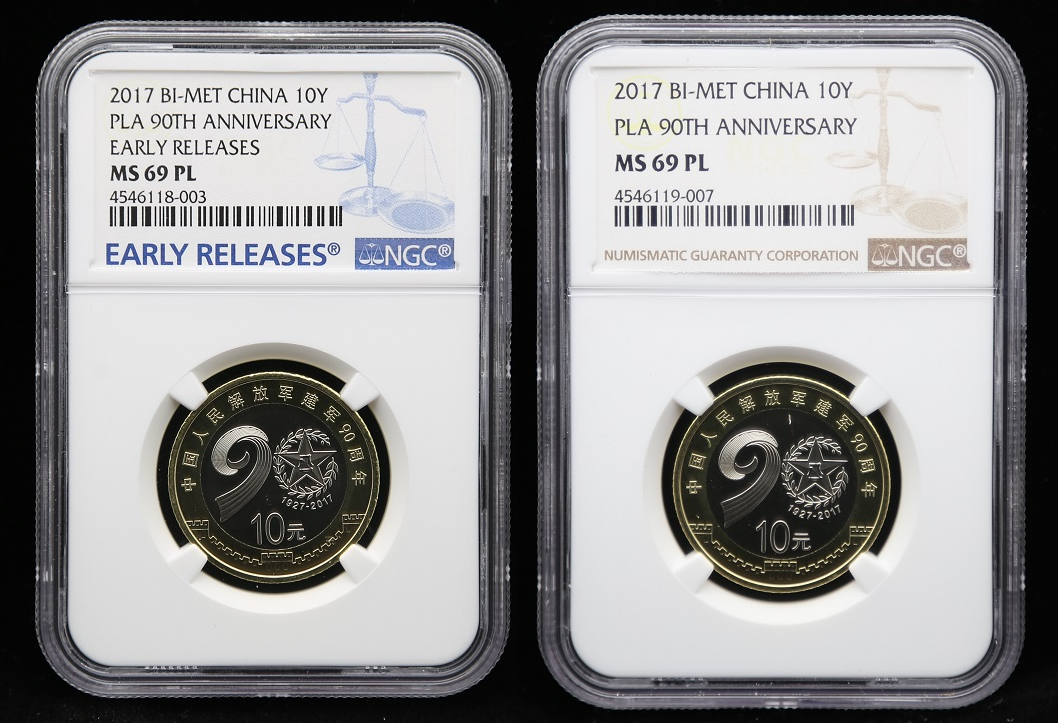 2017 BI-MET CHINA 10Y
PLA 90TH ANNIVERSARY
EARLY RELEASES
MS 69 PL
4546118-003
EARLY RELEASES®
NGC®
中国人民解放军建军90周年
90
1927-2017
10元
2017 BI-MET CHINA 10Y
PLA 90TH ANNIVERSARY
MS 69 PL
4546119-007
NUMISMATIC GUARANTY CORPORATION
NGC®
中国人民解放军建军90周年
90
1927-2017
10元